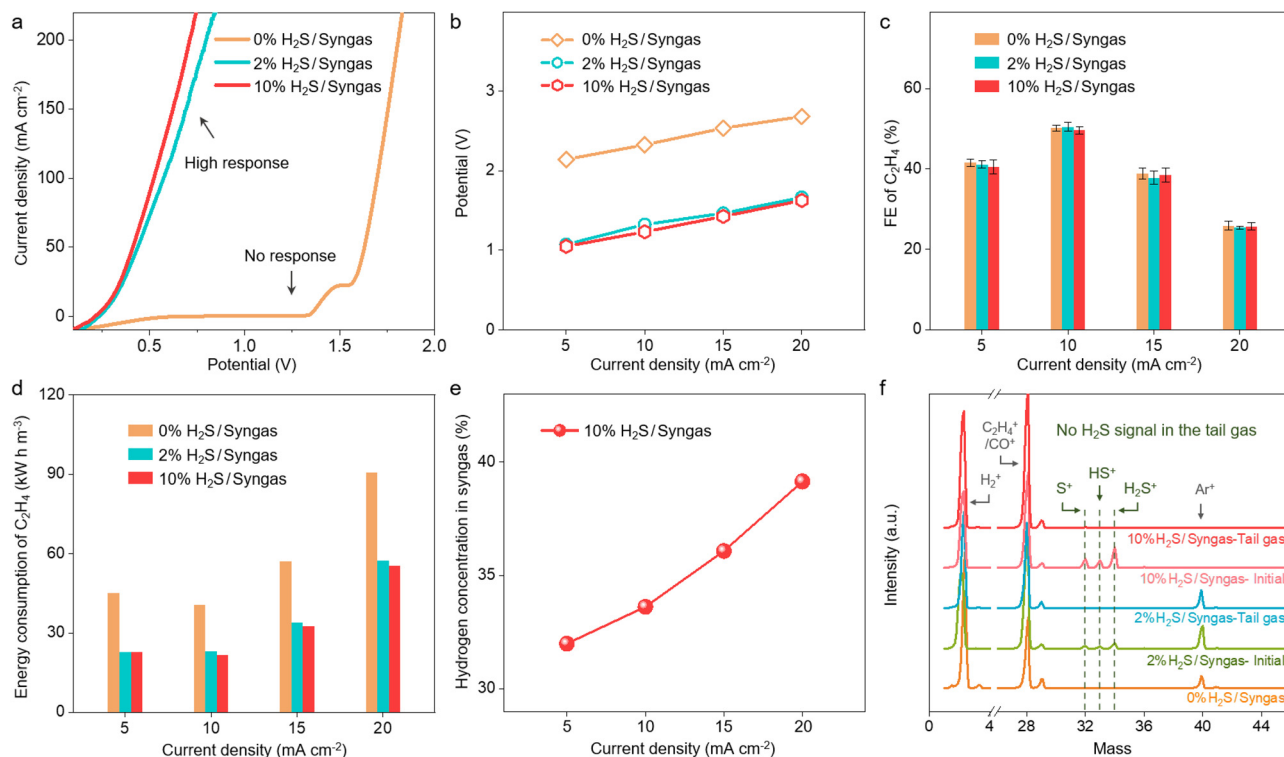 a
Current density (mA cm⁻²)
200
150
100
50
0
0% H₂S/Syngas
2% H₂S/Syngas
10% H₂S/Syngas
High response
No response
0.5
1.0
1.5
2.0
Potential (V)
b
Potential (V)
3
2
1
0
0% H₂S/Syngas
2% H₂S/Syngas
10% H₂S/Syngas
5
10
15
20
Current density (mA cm⁻²)
c
FE of C₂H₄ (%)
60
40
20
0
0% H₂S/Syngas
2% H₂S/Syngas
10% H₂S/Syngas
5
10
15
20
Current density (mA cm⁻²)
d
Energy consumption of C₂H₄ (kW h m⁻³)
120
90
60
30
0
0% H₂S/Syngas
2% H₂S/Syngas
10% H₂S/Syngas
5
10
15
20
Current density (mA cm⁻²)
e
Hydrogen concentration in syngas (%)
42
39
36
33
30
10% H₂S/Syngas
5
10
15
20
Current density (mA cm⁻²)
f
Intensity (a.u.)
C₂H₄⁺
/CO⁺
No H₂S signal in the tail gas
H₂⁺
S⁺
HS⁺
H₂S⁺
Ar⁺
10%H₂S/Syngas-Tail gas
10%H₂S/Syngas- Initial
2%H₂S/Syngas-Tail gas
2%H₂S/Syngas- Initial
0%H₂S/Syngas
0
4
28
32
36
40
44
Mass